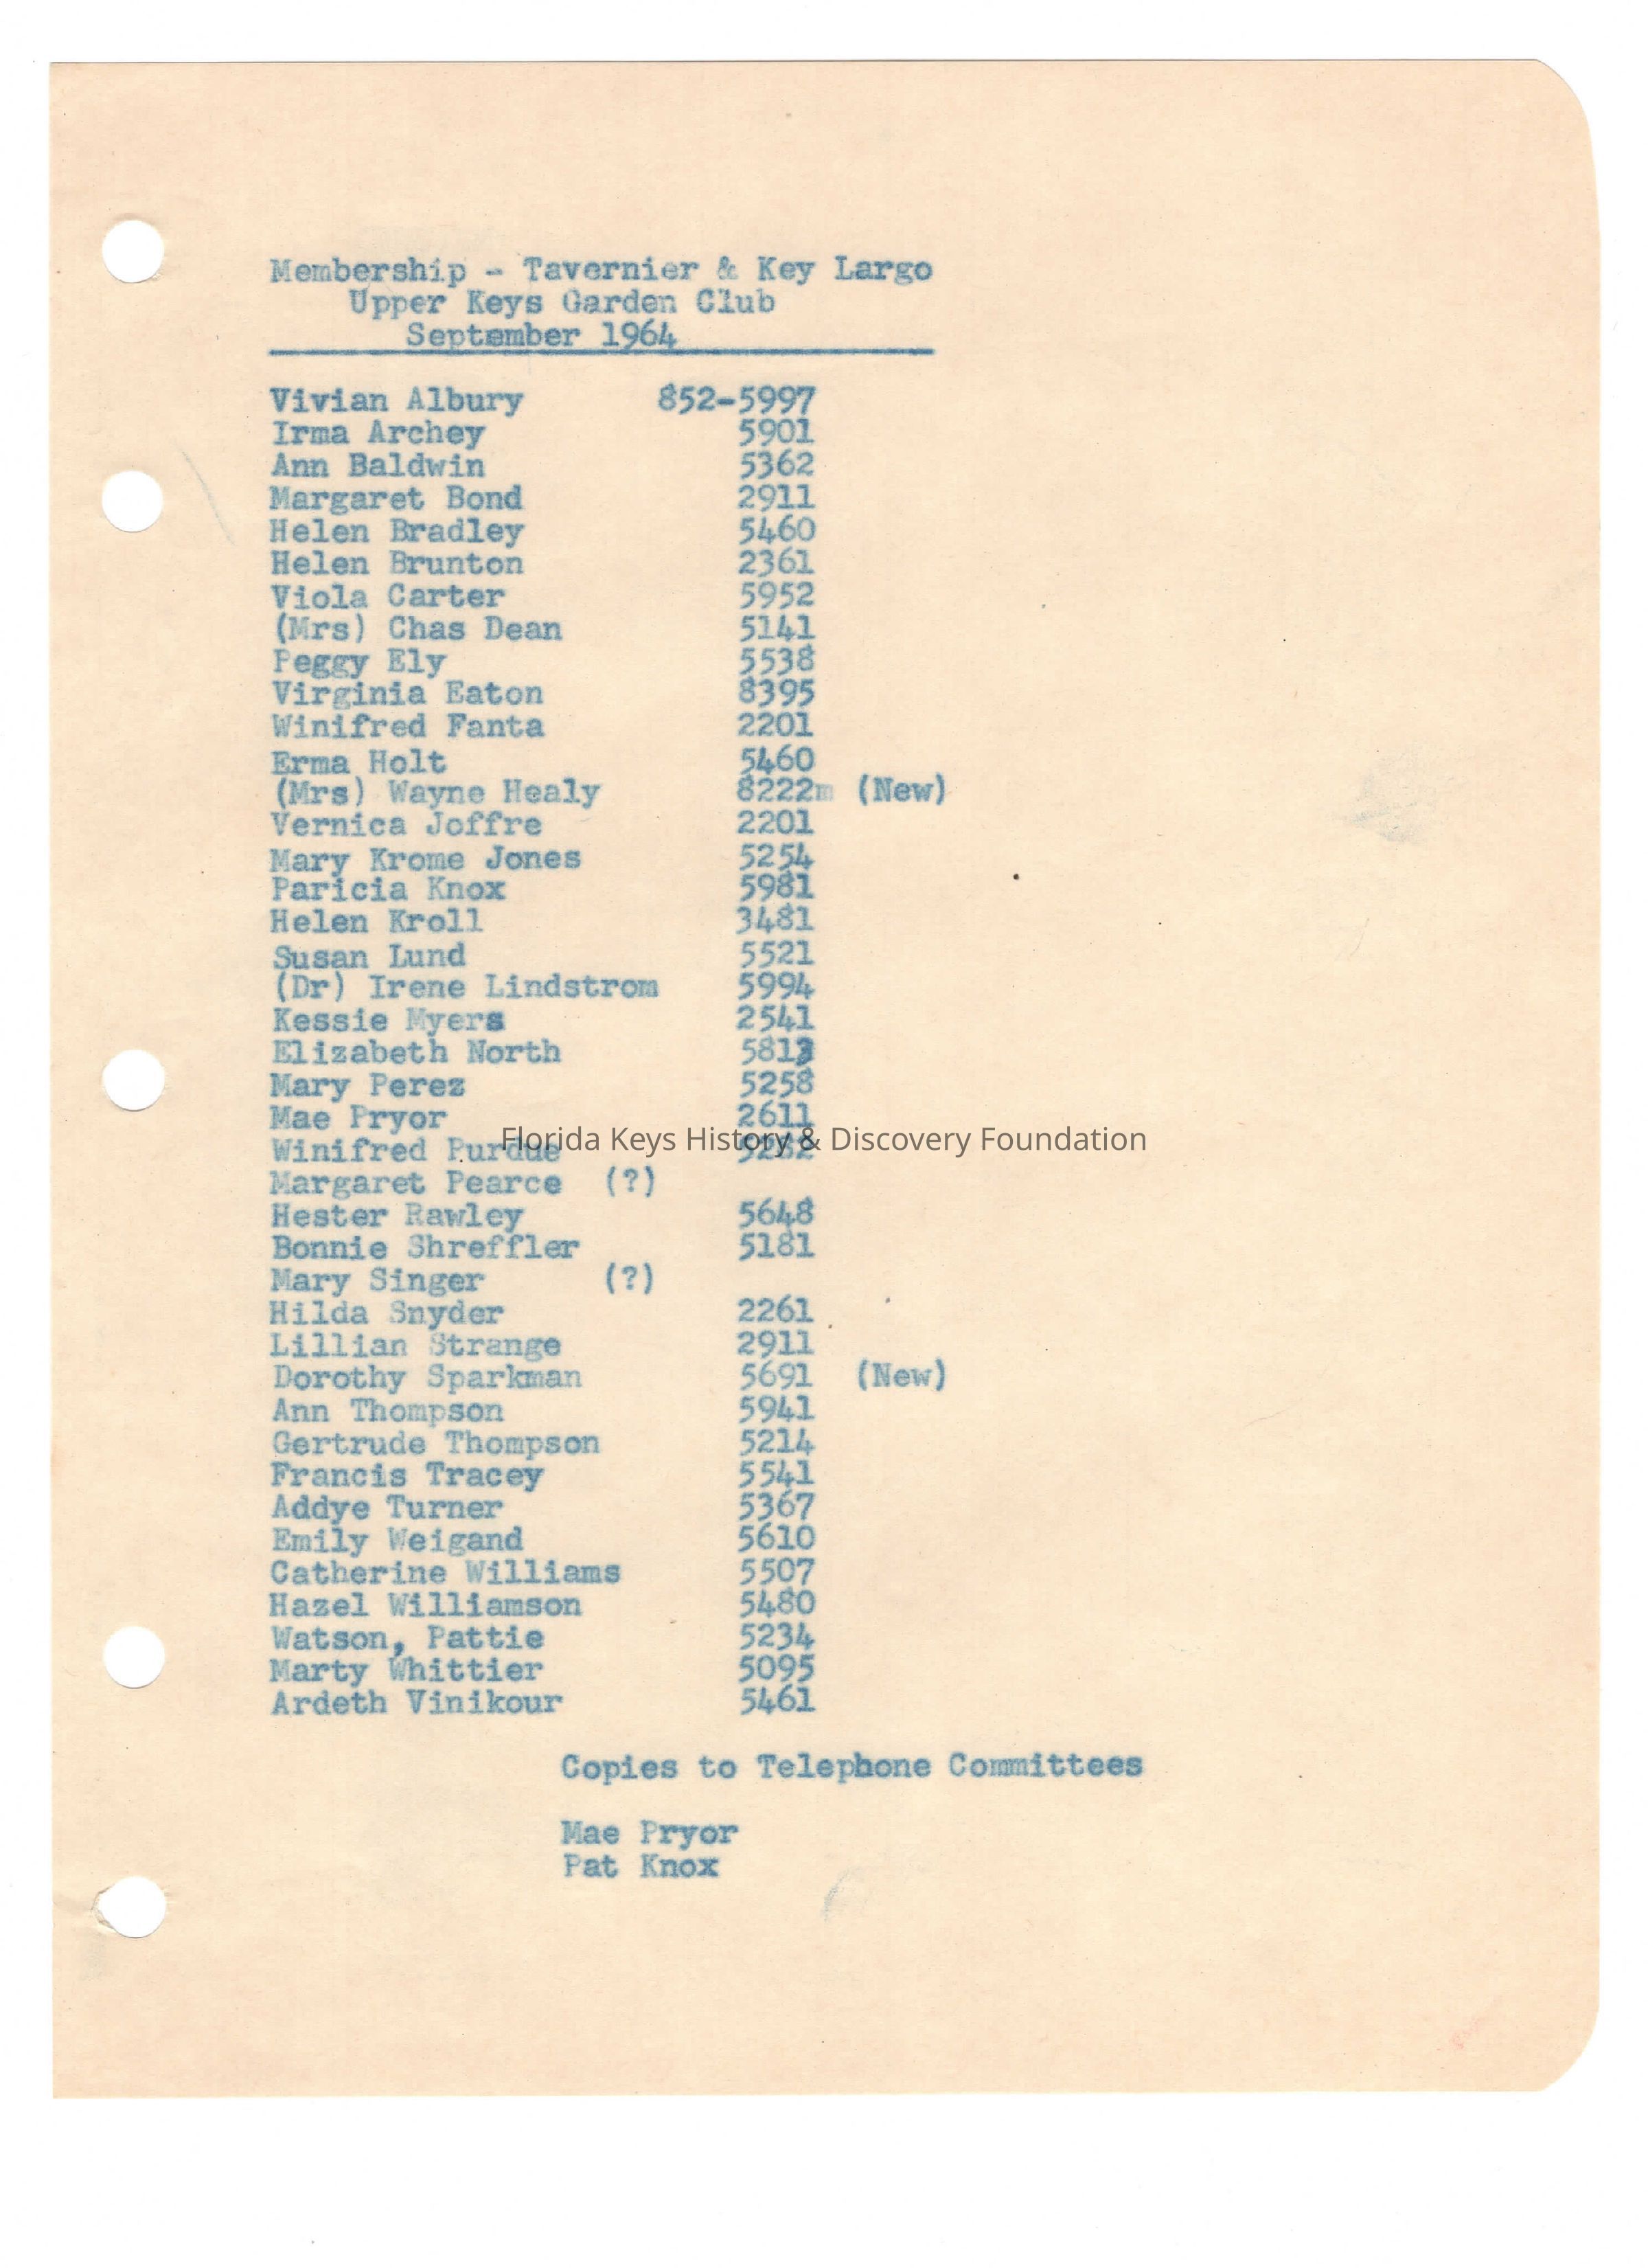 Membership - Tavernier & Key Largo
Upper Keys Garden Club
September 1964
Vivian Albury 852-5997
Irma Archey 5901
Ann Baldwin 5362
Margaret Bond 2911
Helen Bradley 5460
Helen Brunton 2361
Viola Carter 5952
(Mrs) Chas Dean 5141
Peggy Ely 5538
Virginia Eaton 8395
Winifred Fanta 2201
Erma Holt 5460
(Mrs) Wayne Healy 8222m (New)
Vernica Joffre 2201
Mary Krome Jones 5254
Paricia Knox 5981
Helen Kroll 3481
Susan Lund 5521
(Dr) Irene Lindstrom 5994
Kessie Myers 2541
Elizabeth North
Mary Perez 5258
Mae Pryor 2611
Florida Keys History & Discovery Foundation
Winifred Purdue
Margaret Pearce (?)
Hester Rawley 5648
Bonnie Shreffler 5181
Mary Singer (?)
Hilda Snyder 2261
Lillian Strange 2911
Dorothy Sparkman 5691 (New)
Ann Thompson 5941
Gertrude Thompson 5214
Francis Tracey 5541
Addye Turner 5367
Emily Weigand 5610
Catherine Williams 5507
Hazel Williamson 5480
Watson, Pattie 5234
Marty Whittier 5095
Ardeth Vinikour 5461
Copies to Telephone Committees
Mae Pryor
Pat Knox